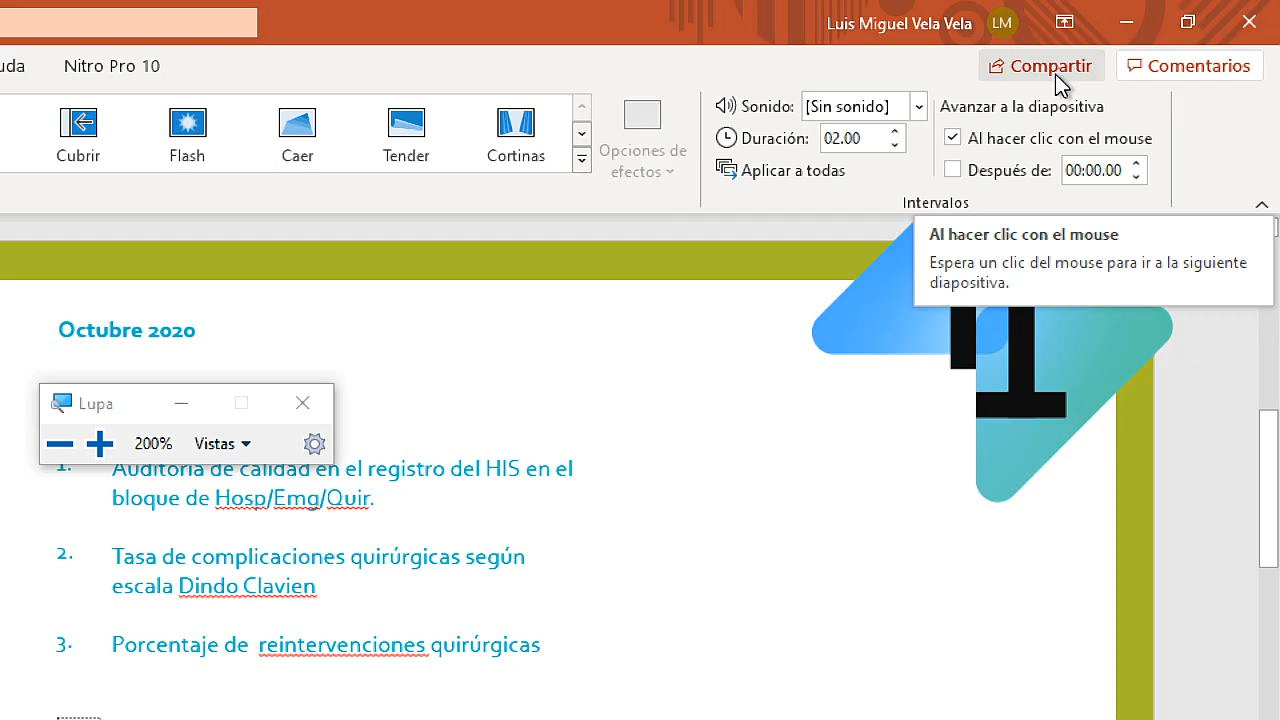 Luis Miguel Vela Vela LM
uda Nitro Pro 10 Compartir Comentarios
Cubrir Flash Caer Tender Cortinas
Opciones de
efectos
Sonido: [Sin sonido]
Duración: 02.00
Aplicar a todas
Avanzar a la diapositiva
Al hacer clic con el mouse
Después de: 00:00.00
Intervalos
Al hacer clic con el mouse
Espera un clic del mouse para ir a la siguiente
diapositiva.
Octubre 2020
Lupa
200% Vistas
1. Auditoria de calidad en el registro del HIS en el
bloque de Hosp/Emg/Quir.
2. Tasa de complicaciones quirúrgicas según
escala Dindo Clavien
3. Porcentaje de reintervenciones quirúrgicas